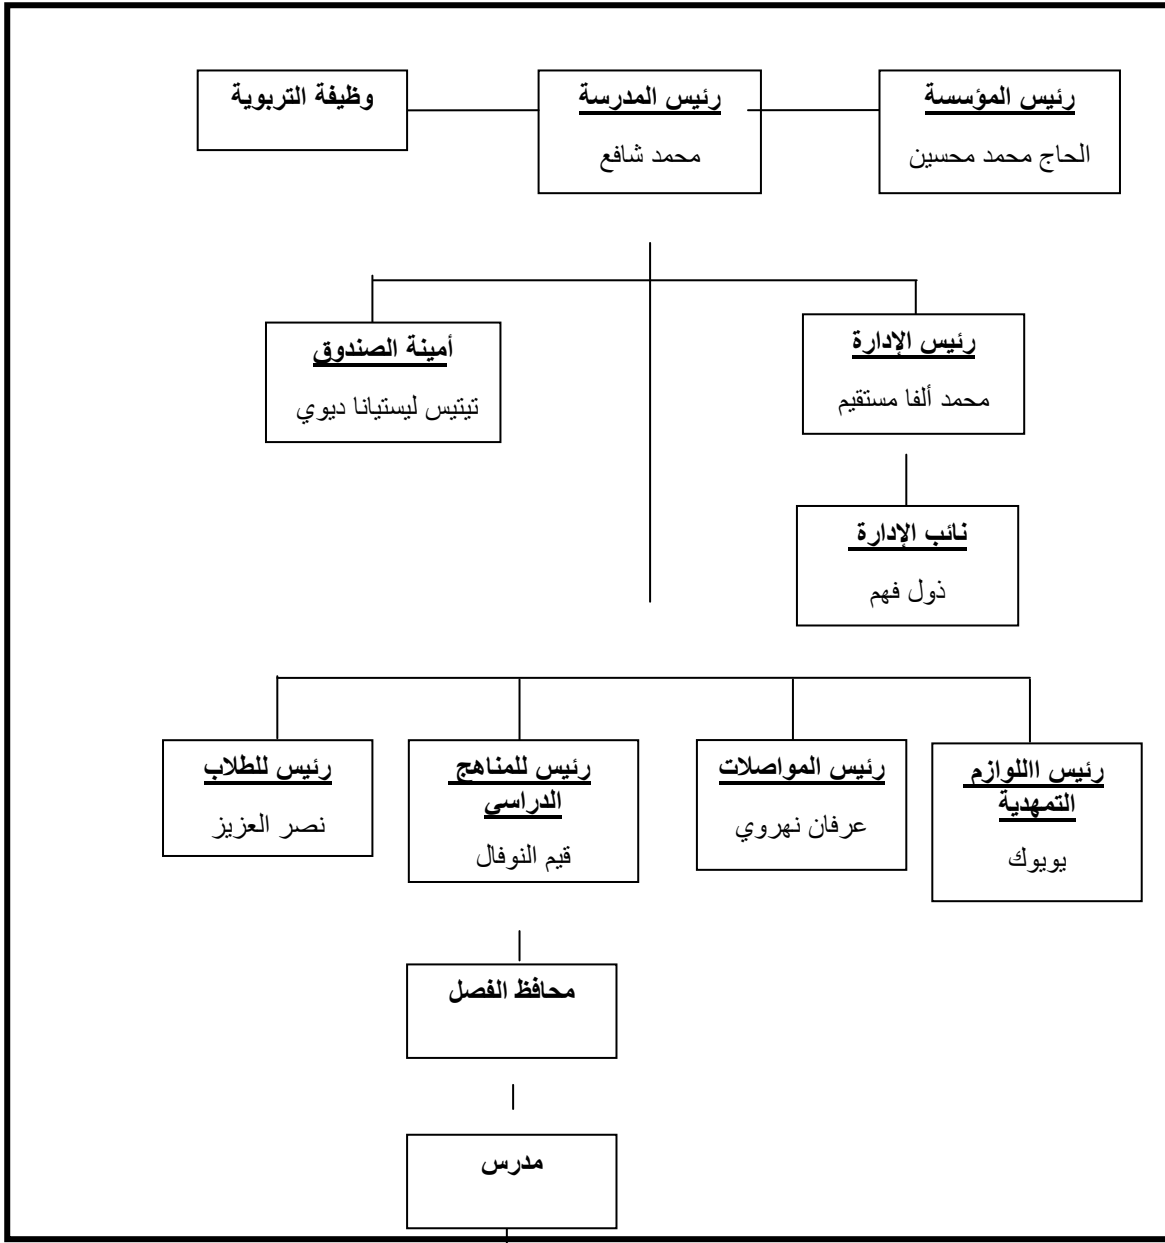 رئيس المؤسسة
الحاج محمد محسين
رئيس المدرسة
محمد شافع
وظيفة التربوية
رئيس الإدارة
محمد ألفا مستقيم
أمينة الصندوق
تيتيس ليستيانا ديوي
نائب الإدارة
ذول فهم
رئيس االلوازم
التمهدية
يويوك
رئيس المواصلات
عرفان نهروي
رئيس للمناهج
الدراسي
قيم النوفال
رئيس للطلاب
نصر العزيز
محافظ الفصل
مدرس